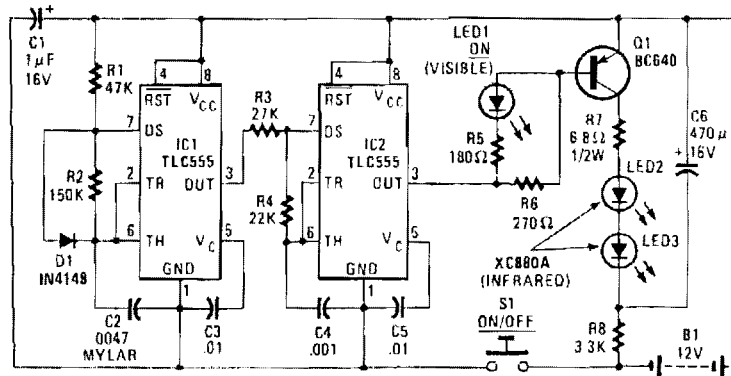 C1
1µF
16V
R1
47K
R2
150K
D1
IN4148
C2
0047
MYLAR
C3
.01
4
8
RST
VCC
7
DS
IC1
TLC555
2
TR
OUT
3
6
TH
VC
5
GND
1
R3
27K
R4
22K
C4
.001
C5
.01
4
8
RST
VCC
7
DS
IC2
TLC555
2
TR
OUT
3
6
TH
VC
5
GND
1
LED1
ON
(VISIBLE)
R5
180Ω
R6
270Ω
Q1
BC640
R7
6.8Ω
1/2W
C6
470µ
+
16V
LED2
LED3
XC880A
(INFRARED)
S1
ON/OFF
R8
3.3K
B1
12V